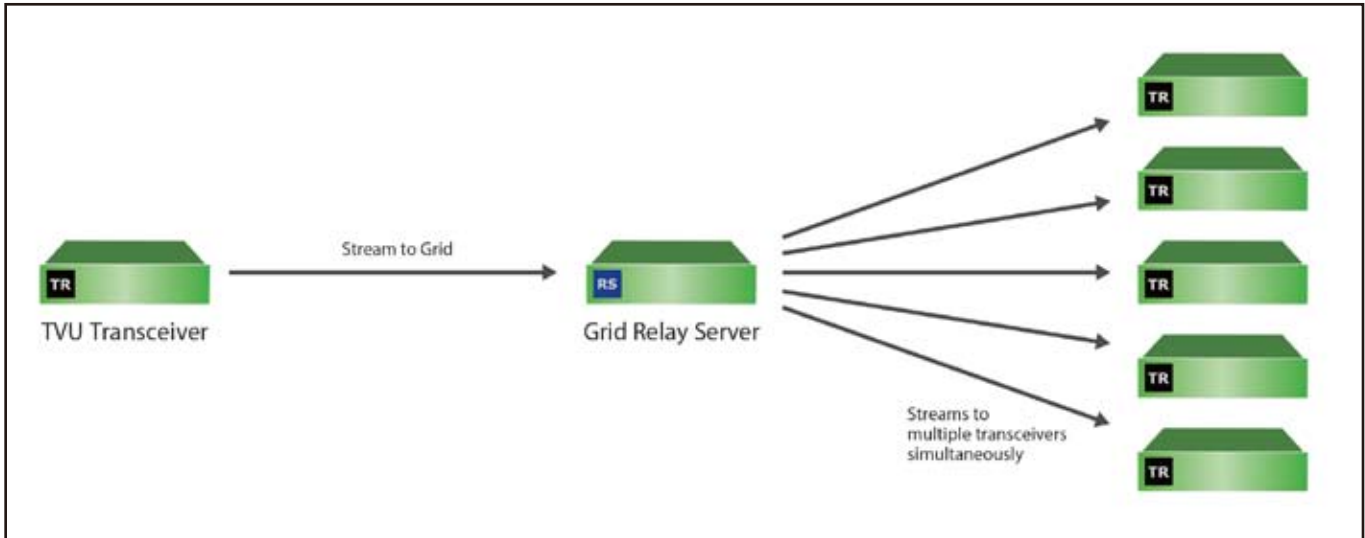 TR
TVU Transceiver
Stream to Grid
RS
Grid Relay Server
Streams to
multiple transceivers
simultaneously
TR
TR
TR
TR
TR